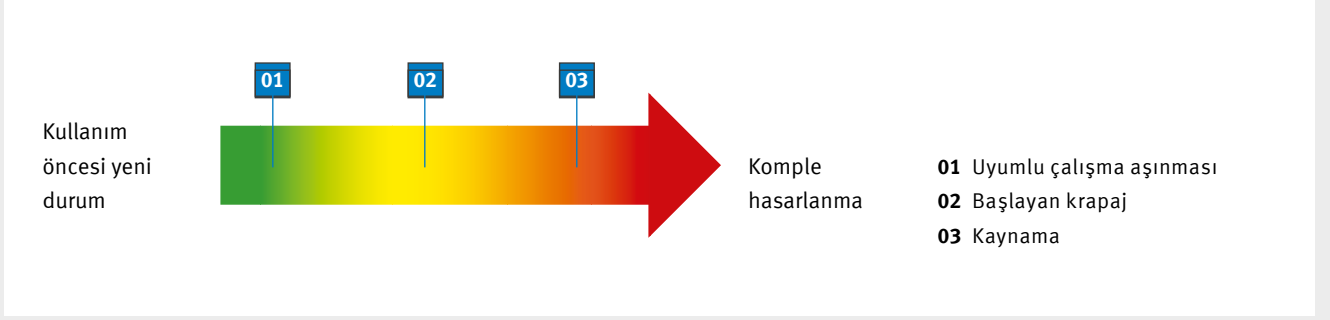 01
02
03
Kullanım
öncesi yeni
durum
Komple
hasarlanma
01 Uyumlu çalışma aşınması
02 Başlayan krapaj
03 Kaynama